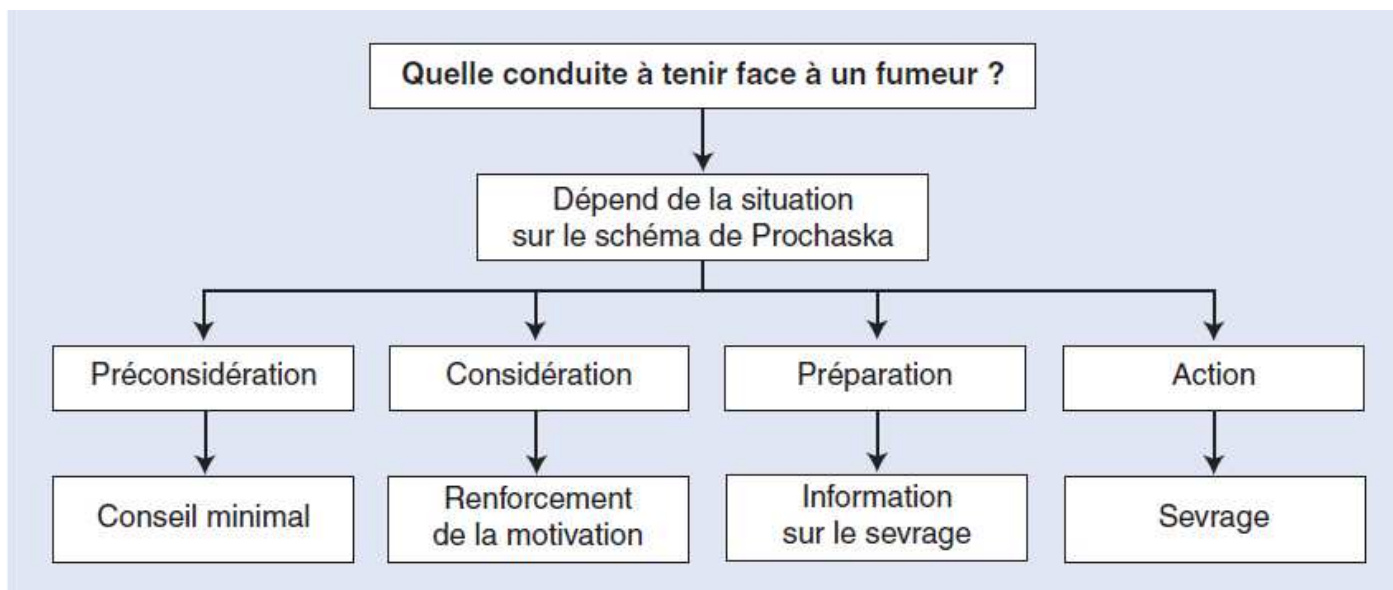 Quelle conduite à tenir face à un fumeur ?
Dépend de la situation
sur le schéma de Prochaska
Préconsidération
Considération
Préparation
Action
Conseil minimal
Renforcement
de la motivation
Information
sur le sevrage
Sevrage